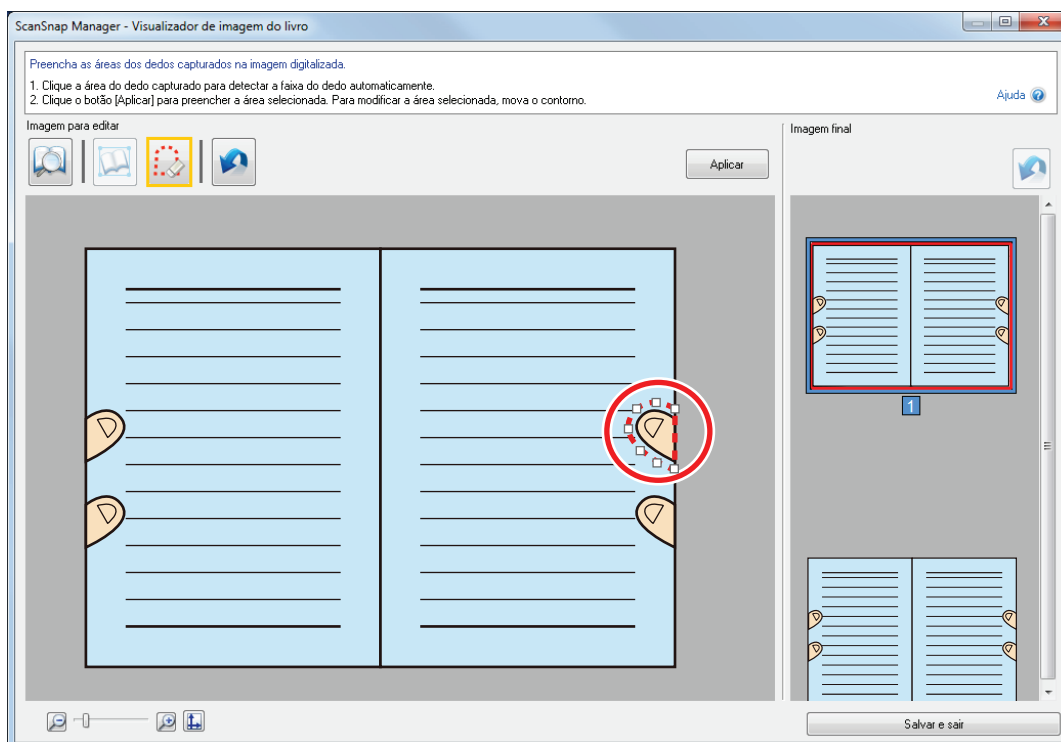 ScanSnap Manager - Visualizador de imagem do livro
Preencha as áreas dos dedos capturados na imagem digitalizada.
1. Clique a área do dedo capturado para detectar a faixa do dedo automaticamente.
2. Clique o botão [Aplicar] para preencher a área selecionada. Para modificar a área selecionada, mova o contorno.
Ajuda
Imagem para editar
Aplicar
Imagem final
1
Salvar e sair